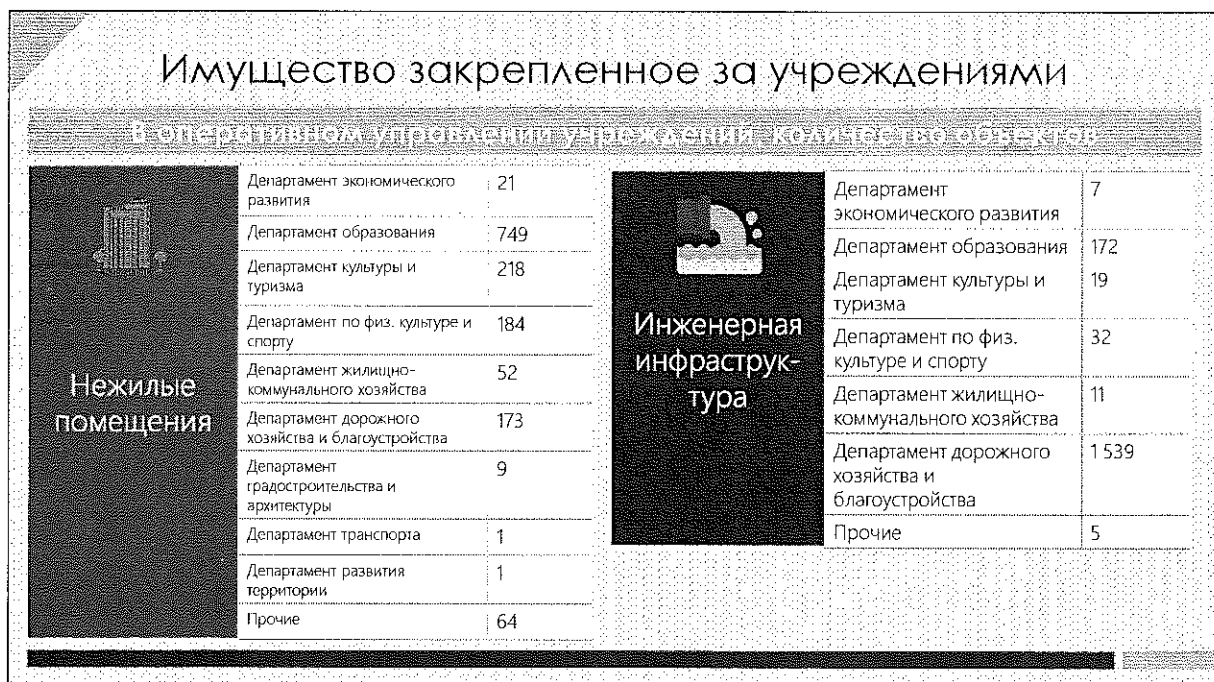 Имущество закрепленное за учреждениями
В оперативном управлении учреждений, количество объектов
Нежилые
помещения
Департамент экономического 21
развития
Департамент образования 749
Департамент культуры и 218
туризма
Департамент по физ. культуре и 184
спорту
Департамент жилищно- 52
коммунального хозяйства
Департамент дорожного 173
хозяйства и благоустройства
Департамент 9
градостроительства и
архитектуры
Департамент транспорта 1
Департамент развития 1
территории
Прочие 64
Инженерная
инфраструк-
тура
Департамент 7
экономического развития
Департамент образования 172
Департамент культуры и 19
туризма
Департамент по физ. 32
культуре и спорту
Департамент жилищно- 11
коммунального хозяйства
Департамент дорожного 1 539
хозяйства и
благоустройства
Прочие 5